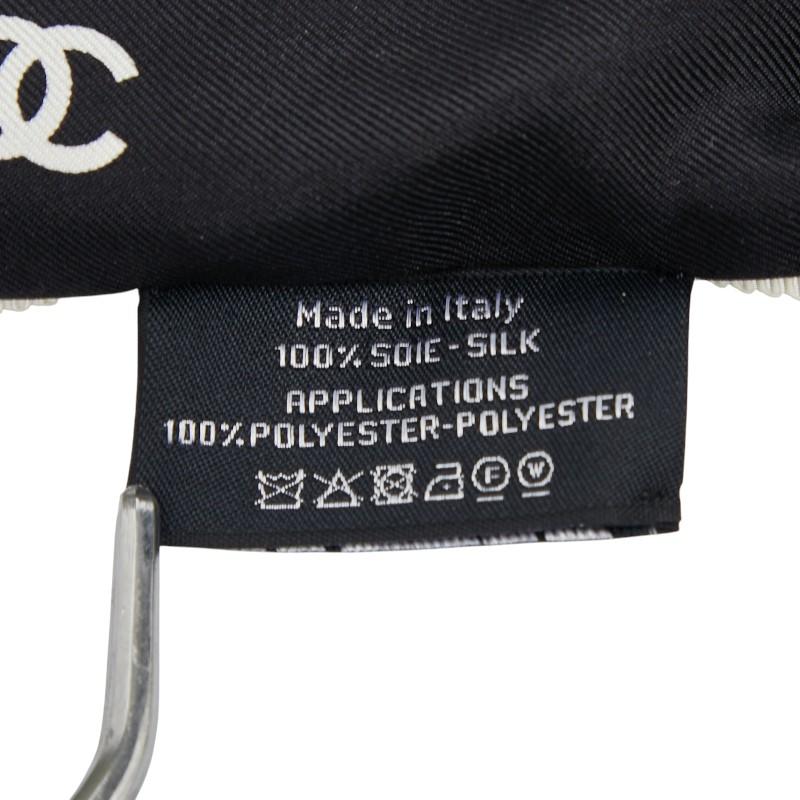 Made in Italy
100% SOIE - SILK
APPLICATIONS
100% POLYESTER-POLYESTER
F W